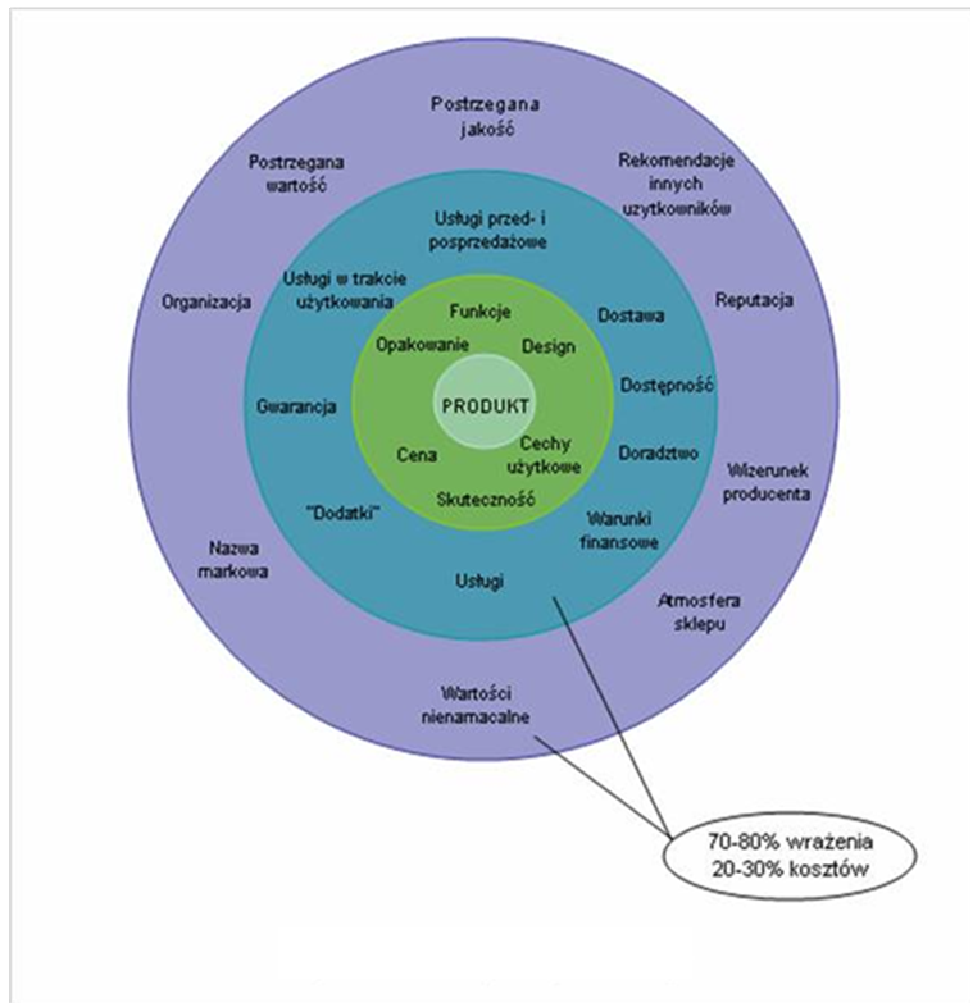 Postrzegana
jakość
Postrzegana
wartość
Rekomendacje
innych
uzytkowników
Usługi przed- i
posprzedażowe
Usługi w trakcie
użytkowania
Organizacja
Reputacja
Funkcje
Dostawa
Opakowanie
Design
Dostępność
Gwarancja
PRODUKT
Cena
Cechy
użytkowe
Doradztwo
Wizerunek
producenta
Skuteczność
"Dodatki"
Warunki
finansowe
Nazwa
markowa
Usługi
Atmosfera
sklepu
Wartości
nienamacalne
70-80% wrażenia
20-30% kosztów